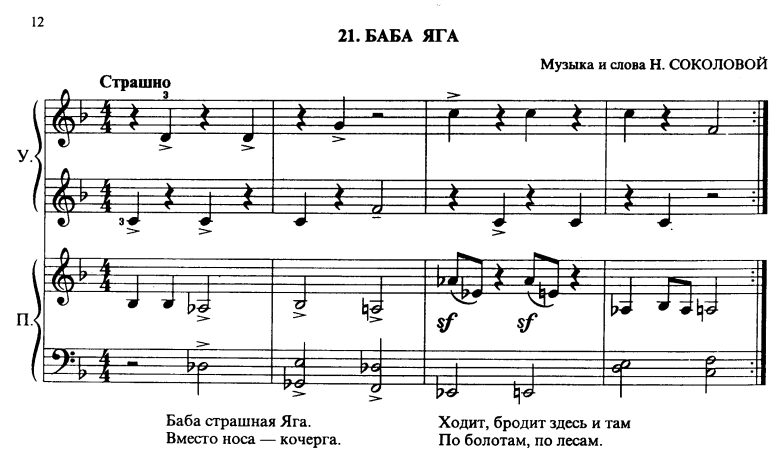 12
21. БАБА ЯГА
Музыка и слова Н. СОКОЛОВОЙ
Страшно
3
У.
3
П.
sf sf
Баба страшная Яга.
Вместо носа — кочерга.
Ходит, бродит здесь и там
По болотам, по лесам.